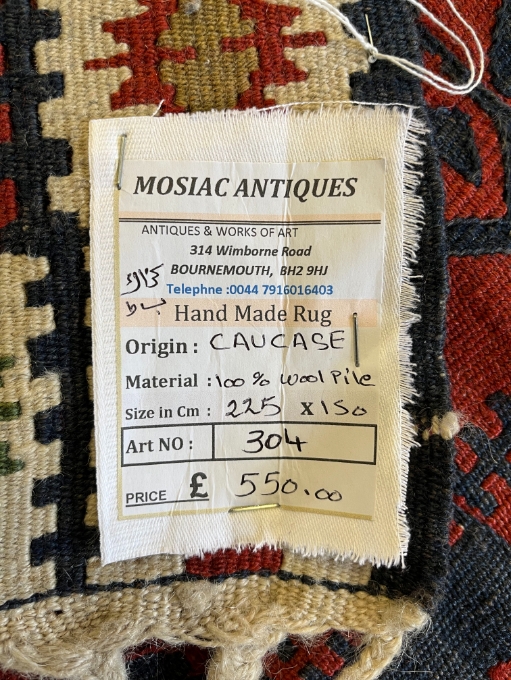 MOSIAC ANTIQUES
ANTIQUES & WORKS OF ART
314 Wimborne Road
BOURNEMOUTH, BH2 9HJ
Telephne :0044 7916016403
Hand Made Rug
Origin : CAUCASE
Material : 100 % Wool Pile
Size in Cm : 225 X 150
Art NO : 304
PRICE £ 550.00